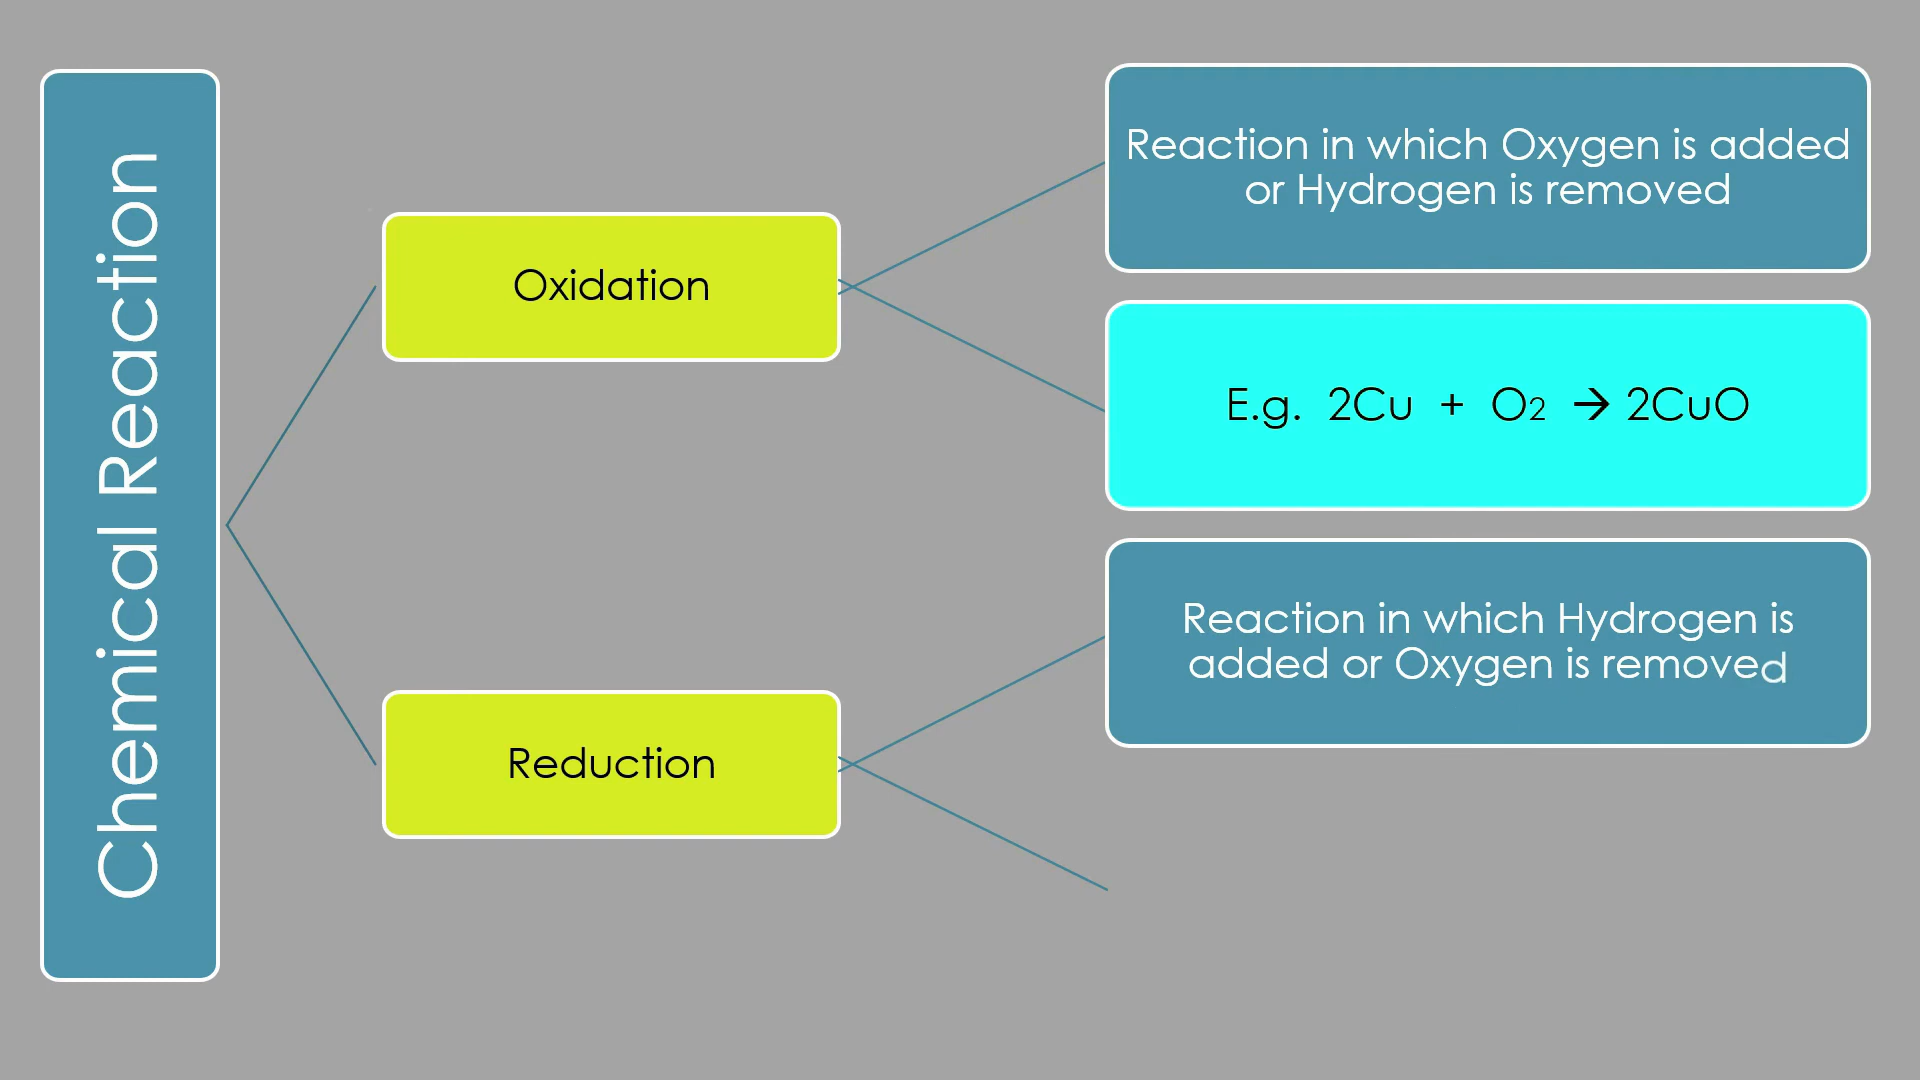 Chemical Reaction
Oxidation
Reaction in which Oxygen is added
or Hydrogen is removed
E.g. 2Cu + O2 → 2CuO
Reduction
Reaction in which Hydrogen is
added or Oxygen is removed